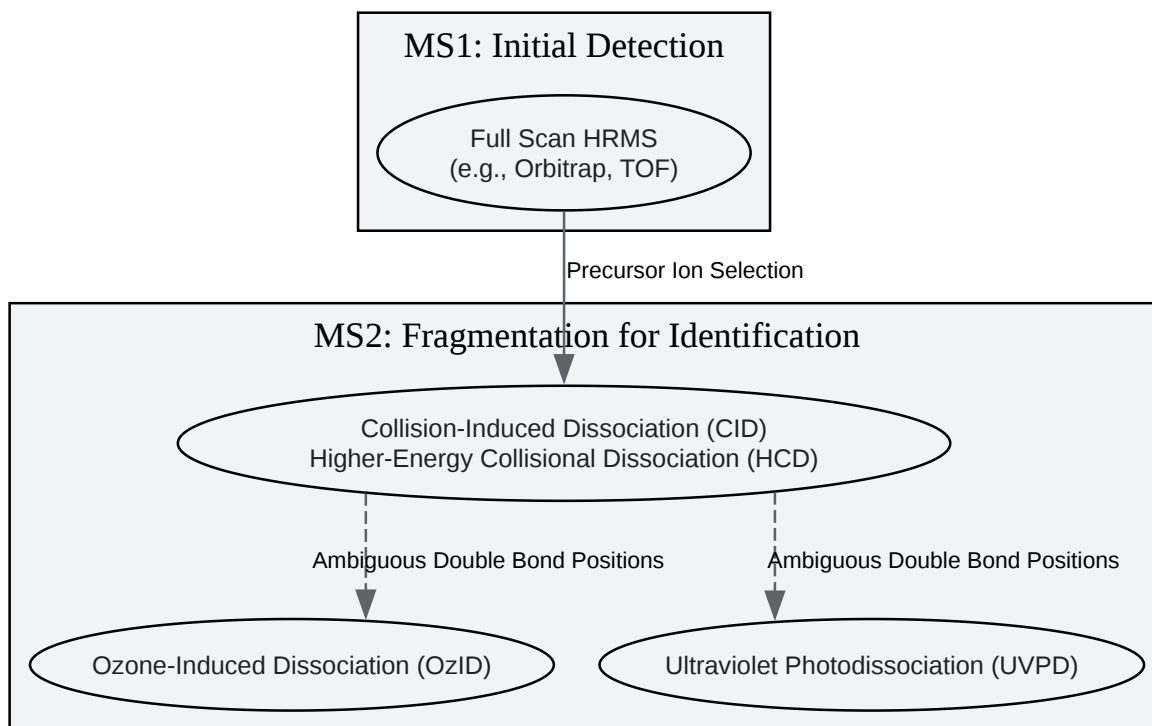 MS1: Initial Detection
Full Scan HRMS
(e.g., Orbitrap, TOF)
Precursor Ion Selection
MS2: Fragmentation for Identification
Collision-Induced Dissociation (CID)
Higher-Energy Collisional Dissociation (HCD)
Ambiguous Double Bond Positions
Ambiguous Double Bond Positions
Ozone-Induced Dissociation (OzID)
Ultraviolet Photodissociation (UVPD)